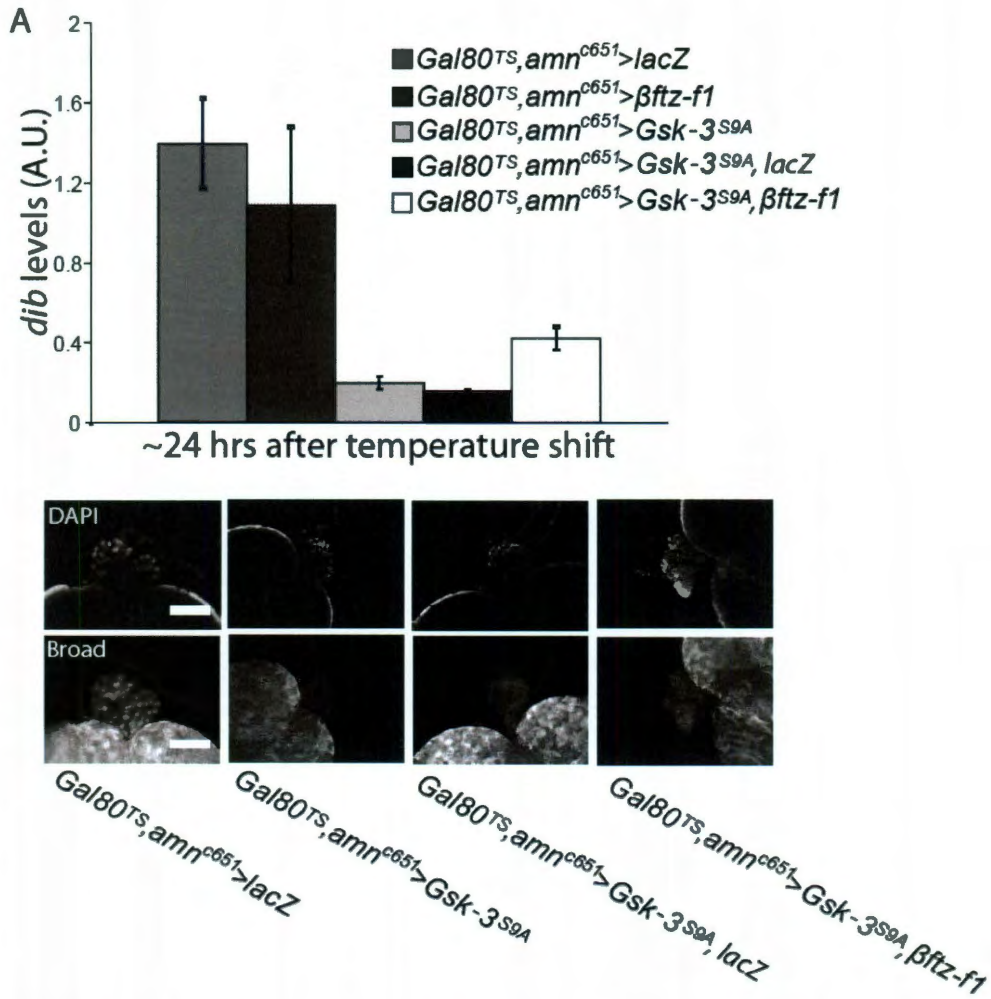 A
2
1.6
1.2
0.8
0.4
0
dib levels (A.U.)
Gal80TS,amnc651>lacZ
Gal80TS,amnc651>βftz-f1
Gal80TS,amnc651>Gsk-3S9A
Gal80TS,amnc651>Gsk-3S9A,lacZ
Gal80TS,amnc651>Gsk-3S9A,βftz-f1
~24 hrs after temperature shift
DAPI
Broad
Gal80TS,amnc651>lacZ
Gal80TS,amnc651>Gsk-3S9A
Gal80TS,amnc651>Gsk-3S9A,lacZ
Gal80TS,amnc651>Gsk-3S9A,βftz-f1